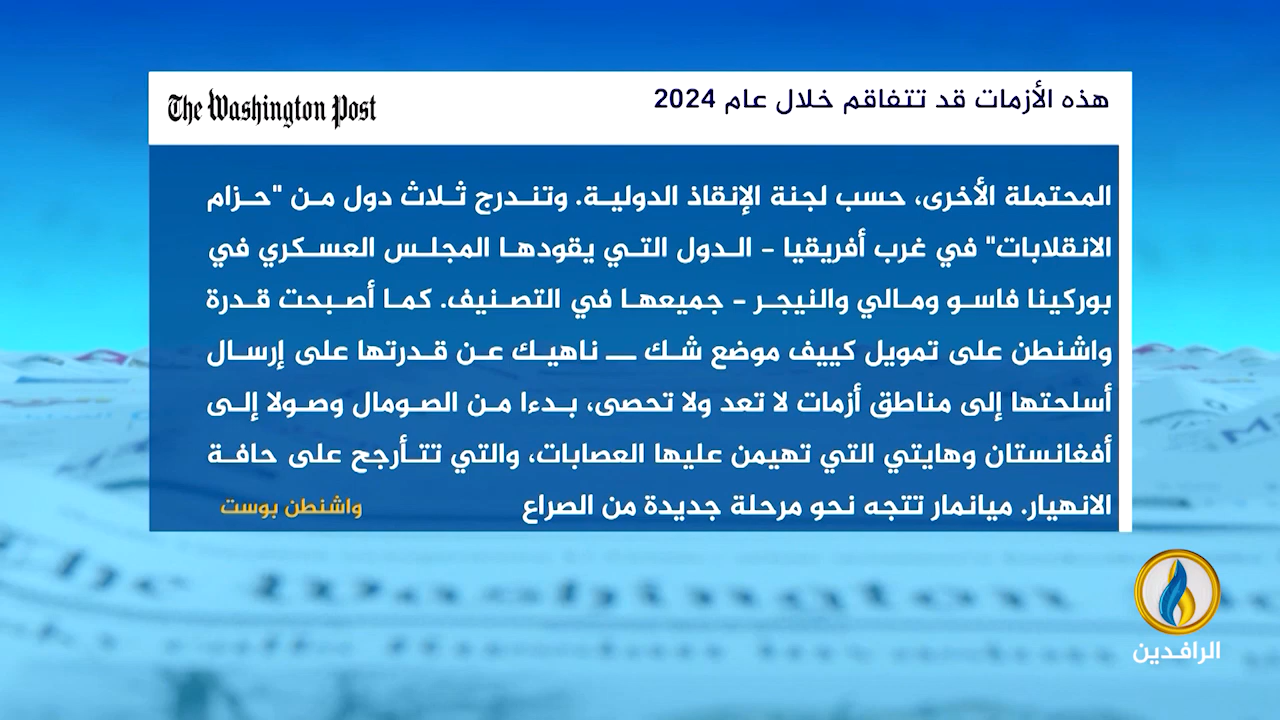 The Washington Post
هذه الأزمات قد تتفاقم خلال عام 2024
المحتملة الأخرى، حسب لجنة الإنقاذ الدولية. وتندرج ثلاث دول من "حزام
الانقلابات" في غرب أفريقيا - الدول التي يقودها المجلس العسكري في
بوركينا فاسو ومالي والنيجر - جميعها في التصنيف. كما أصبحت قدرة
واشنطن على تمويل كييف موضع شك ــ ناهيك عن قدرتها على إرسال
أسلحتها إلى مناطق أزمات لا تعد ولا تحصى، بدءا من الصومال وصولا إلى
أفغانستان وهايتي التي تهيمن عليها العصابات، والتي تتأرجح على حافة
الانهيار. ميانمار تتجه نحو مرحلة جديدة من الصراع
واشنطن بوست
الرافدين